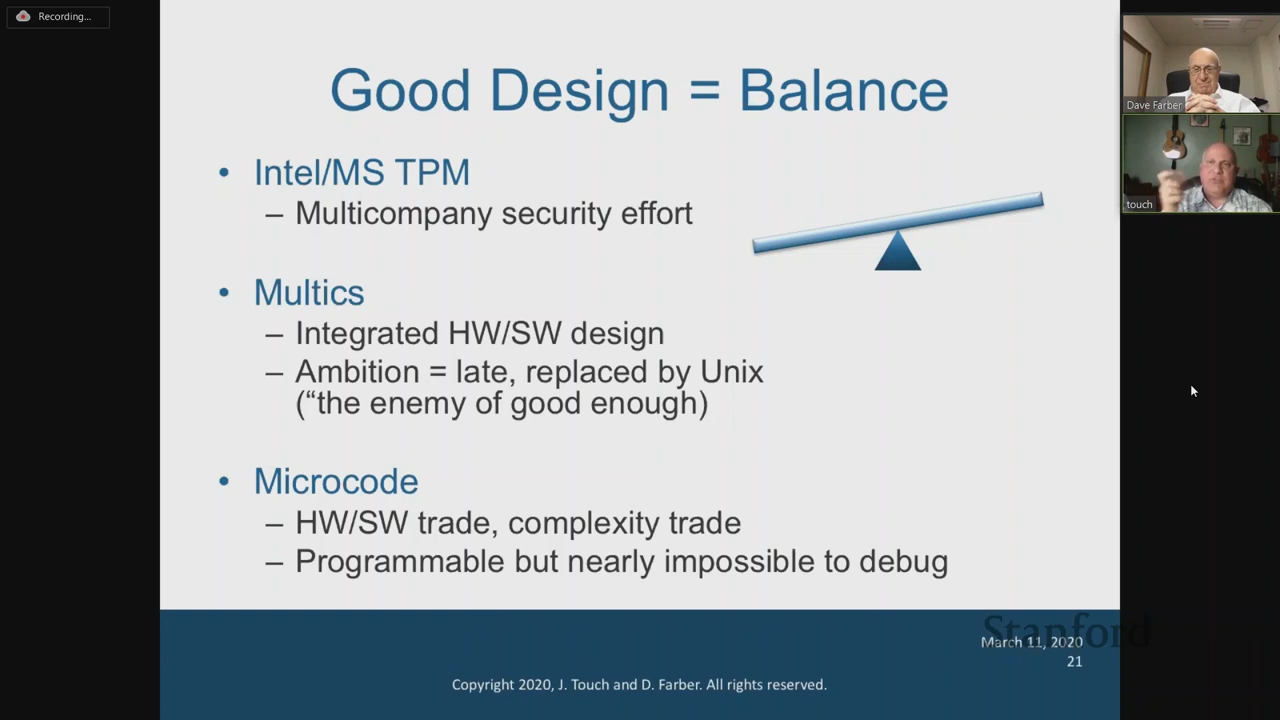 Recording...
Good Design = Balance
• Intel/MS TPM
– Multicompany security effort
• Multics
– Integrated HW/SW design
– Ambition = late, replaced by Unix
(“the enemy of good enough)
• Microcode
– HW/SW trade, complexity trade
– Programmable but nearly impossible to debug
Stanford
March 11, 2020
21
Copyright 2020, J. Touch and D. Farber. All rights reserved.
Dave Farber
touch